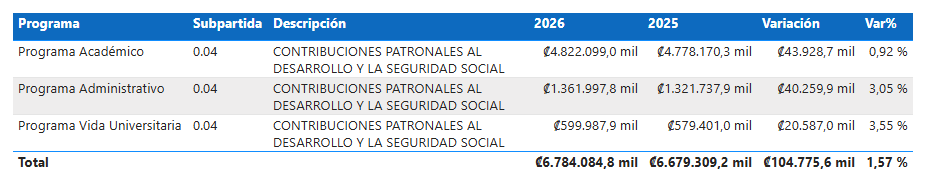 Programa Subpartida Descripción 2026 2025 Variación Var%
Programa Académico 0.04 CONTRIBUCIONES PATRONALES AL ₡4.822.099,0 mil ₡4.778.170,3 mil ₡43.928,7 mil 0,92 %
DESARROLLO Y LA SEGURIDAD SOCIAL
Programa Administrativo 0.04 CONTRIBUCIONES PATRONALES AL ₡1.361.997,8 mil ₡1.321.737,9 mil ₡40.259,9 mil 3,05 %
DESARROLLO Y LA SEGURIDAD SOCIAL
Programa Vida Universitaria 0.04 CONTRIBUCIONES PATRONALES AL ₡599.987,9 mil ₡579.401,0 mil ₡20.587,0 mil 3,55 %
DESARROLLO Y LA SEGURIDAD SOCIAL
Total ₡6.784.084,8 mil ₡6.679.309,2 mil ₡104.775,6 mil 1,57 %